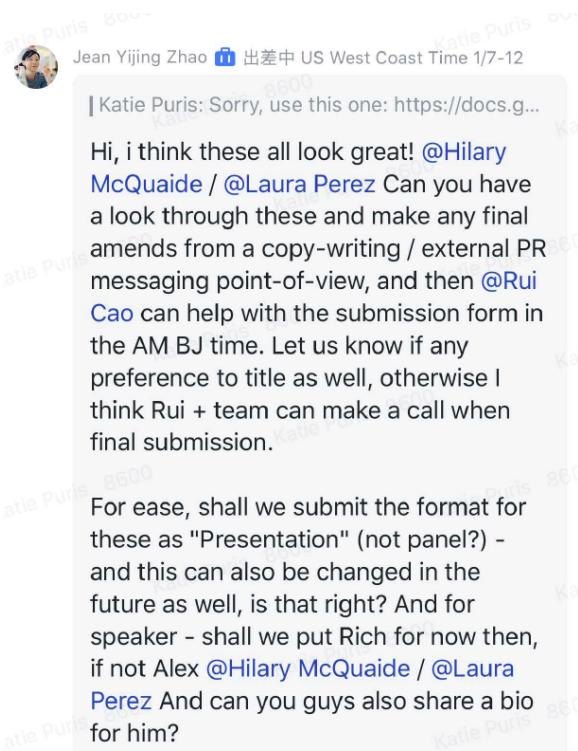 Jean Yijing Zhao 出差中 US West Coast Time 1/7-12
Katie Puris: Sorry, use this one: https://docs.g...
Hi, i think these all look great! @Hilary
McQuaide / @Laura Perez Can you have
a look through these and make any final
amends from a copy-writing / external PR
messaging point-of-view, and then @Rui
Cao can help with the submission form in
the AM BJ time. Let us know if any
preference to title as well, otherwise I
think Rui + team can make a call when
final submission.
For ease, shall we submit the format for
these as "Presentation" (not panel?) -
and this can also be changed in the
future as well, is that right? And for
speaker - shall we put Rich for now then,
if not Alex @Hilary McQuaide / @Laura
Perez And can you guys also share a bio
for him?
Katie Puris 8600